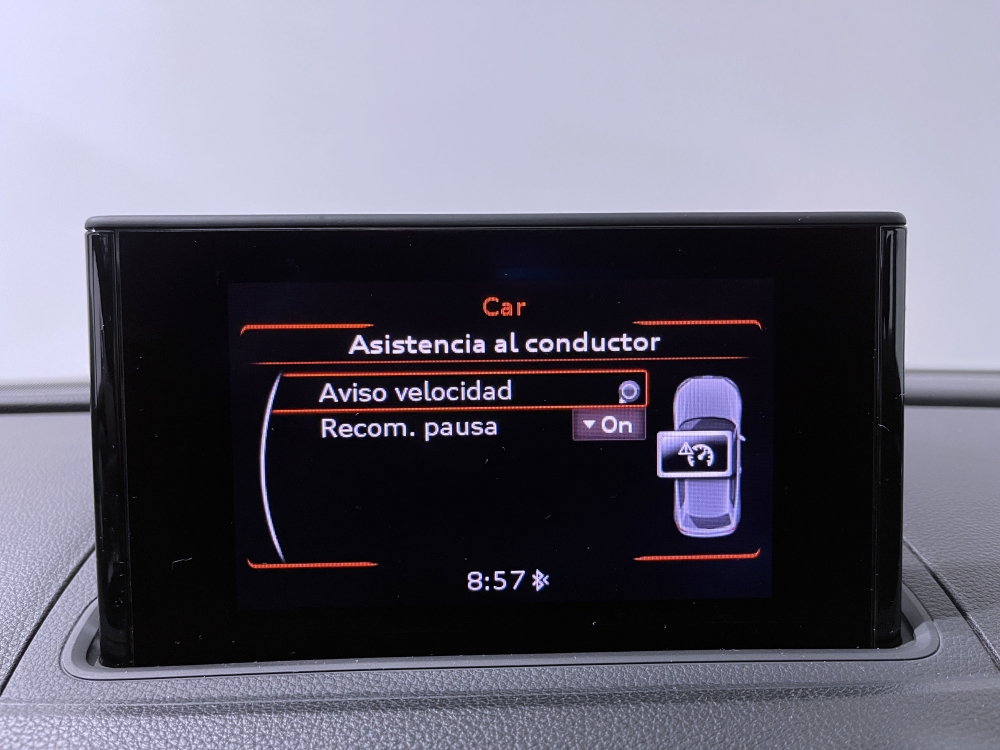 Car
Asistencia al conductor
Aviso velocidad
Recom. pausa On
8:57